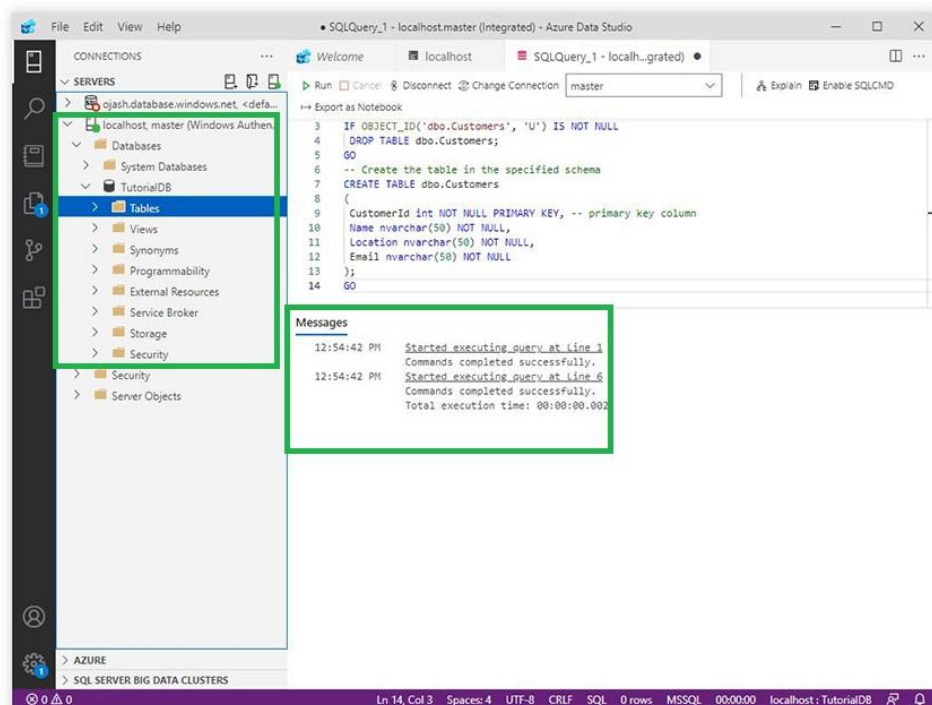 File Edit View Help
● SQLQuery_1 - localhost.master (Integrated) - Azure Data Studio
CONNECTIONS ...
SERVERS
ojash.database.windows.net, <defa...
localhost, master (Windows Authen...
Databases
System Databases
TutorialDB
Tables
Views
Synonyms
Programmability
External Resources
Service Broker
Storage
Security
Security
Server Objects
AZURE
SQL SERVER BIG DATA CLUSTERS
Welcome
localhost
SQLQuery_1 - localh...grated) ●
Run Cancel Disconnect Change Connection master Explain Enable SQLCMD
Export as Notebook
3 IF OBJECT_ID('dbo.Customers', 'U') IS NOT NULL
4 DROP TABLE dbo.Customers;
5 GO
6 -- Create the table in the specified schema
7 CREATE TABLE dbo.Customers
8 (
9 CustomerId int NOT NULL PRIMARY KEY, -- primary key column
10 Name nvarchar(50) NOT NULL,
11 Location nvarchar(50) NOT NULL,
12 Email nvarchar(50) NOT NULL
13 );
14 GO
Messages
12:54:42 PM Started executing query at Line 1
Commands completed successfully.
12:54:42 PM Started executing query at Line 6
Commands completed successfully.
Total execution time: 00:00:00.002
1
1
0 0 Ln 14, Col 3 Spaces: 4 UTF-8 CRLF SQL 0 rows MSSQL 00:00:00 localhost : TutorialDB